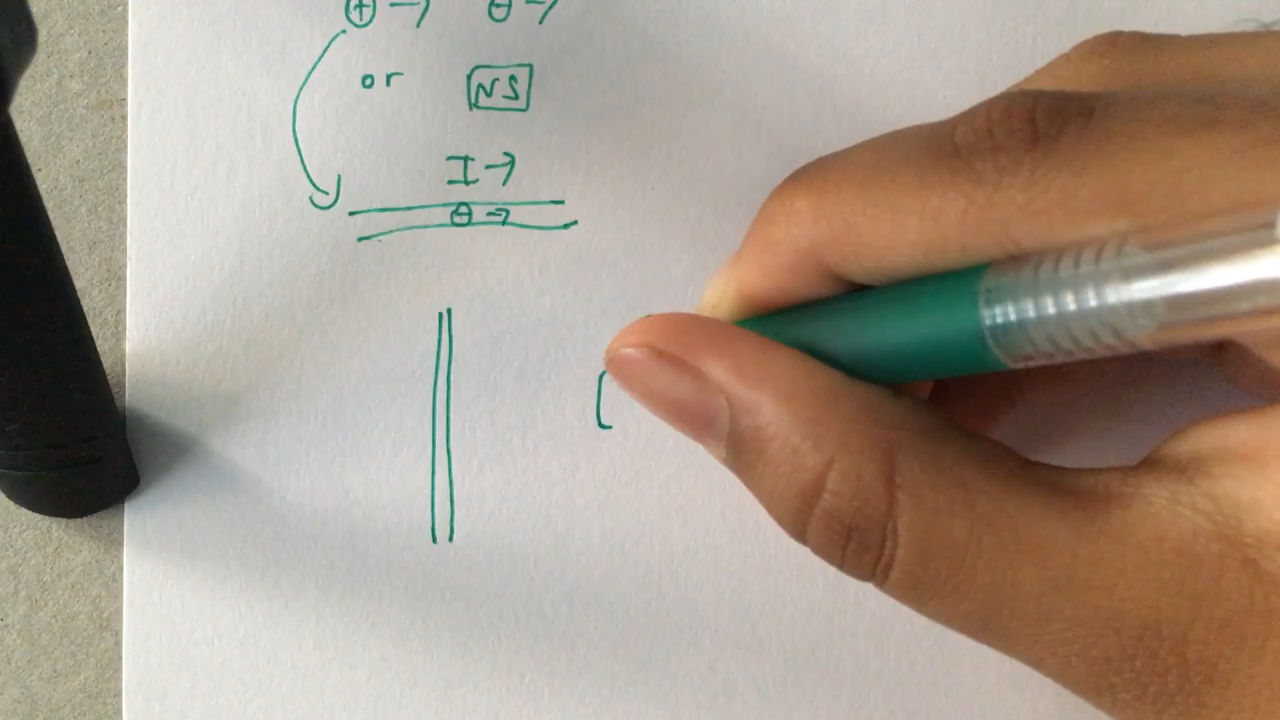 ⊕→ ⊖→
or NS
I→
⊖→